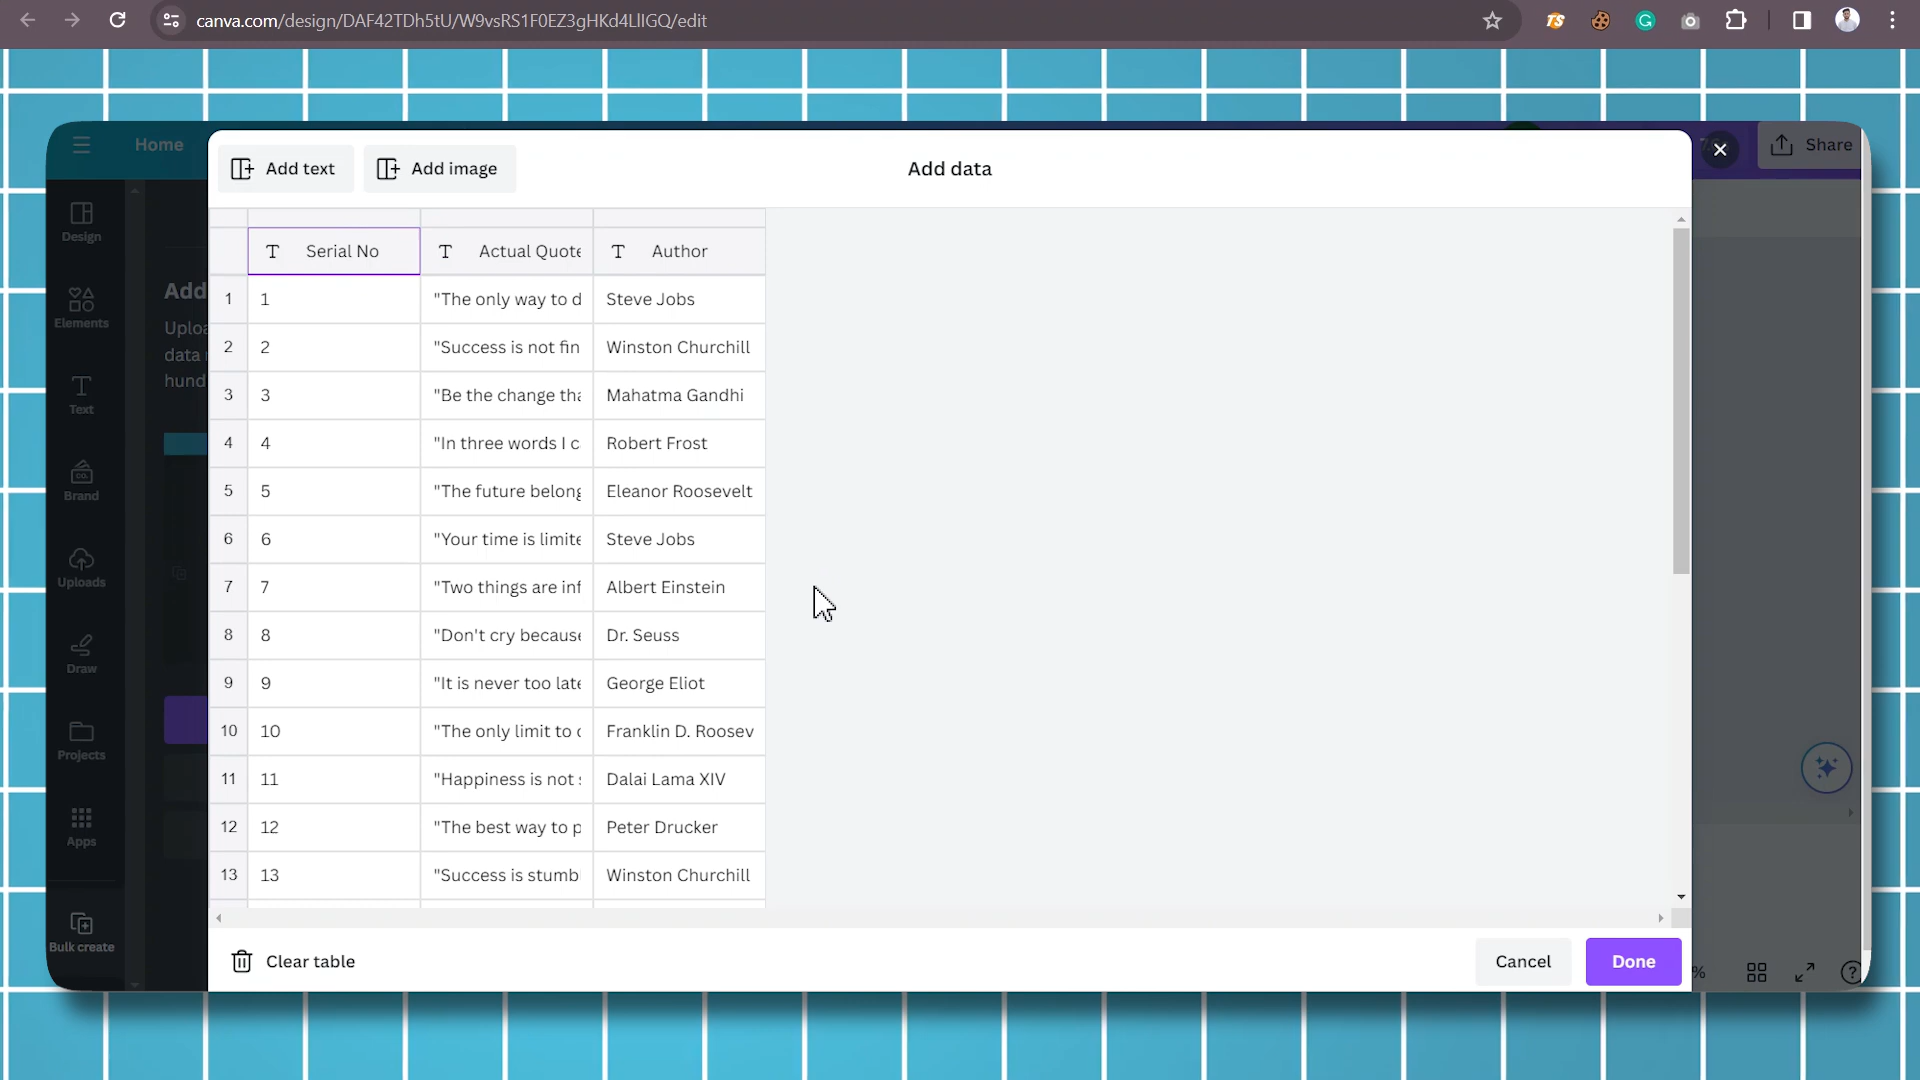 canva.com/design/DAF42TDh5tU/W9vsRS1F0EZ3gHKd4LlIGQ/edit
Home
Share
Add text
Add image
Add data
Design
Elements
Text
Brand
Uploads
Draw
Projects
Apps
Bulk create
Add
Uploa
data
hund
Serial No Actual Quote Author
1 1 "The only way to d Steve Jobs
2 2 "Success is not fin Winston Churchill
3 3 "Be the change tha Mahatma Gandhi
4 4 "In three words I c Robert Frost
5 5 "The future belong Eleanor Roosevelt
6 6 "Your time is limite Steve Jobs
7 7 "Two things are inf Albert Einstein
8 8 "Don't cry because Dr. Seuss
9 9 "It is never too late George Eliot
10 10 "The only limit to Franklin D. Roosev
11 11 "Happiness is not Dalai Lama XIV
12 12 "The best way to p Peter Drucker
13 13 "Success is stumb Winston Churchill
Clear table
Cancel
Done
%